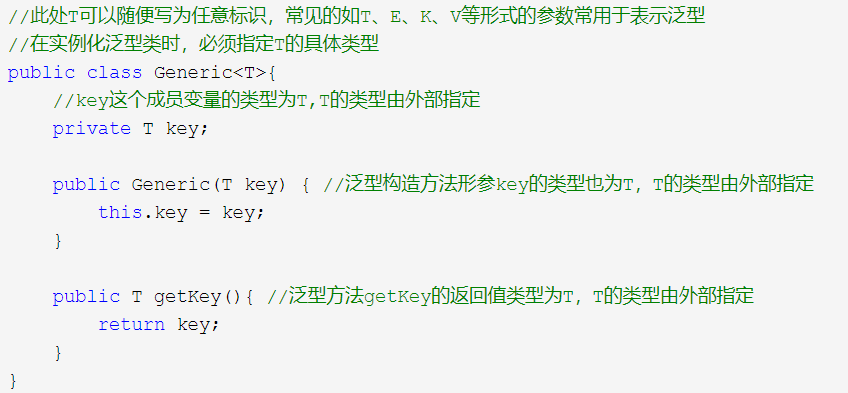 //此处T可以随便写为任意标识，常见的如T、E、K、V等形式的参数常用于表示泛型
//在实例化泛型类时，必须指定T的具体类型
public class Generic<T>{
    //key这个成员变量的类型为T,T的类型由外部指定
    private T key;

    public Generic(T key) { //泛型构造方法形参key的类型也为T，T的类型由外部指定
        this.key = key;
    }

    public T getKey(){ //泛型方法getKey的返回值类型为T，T的类型由外部指定
        return key;
    }
}